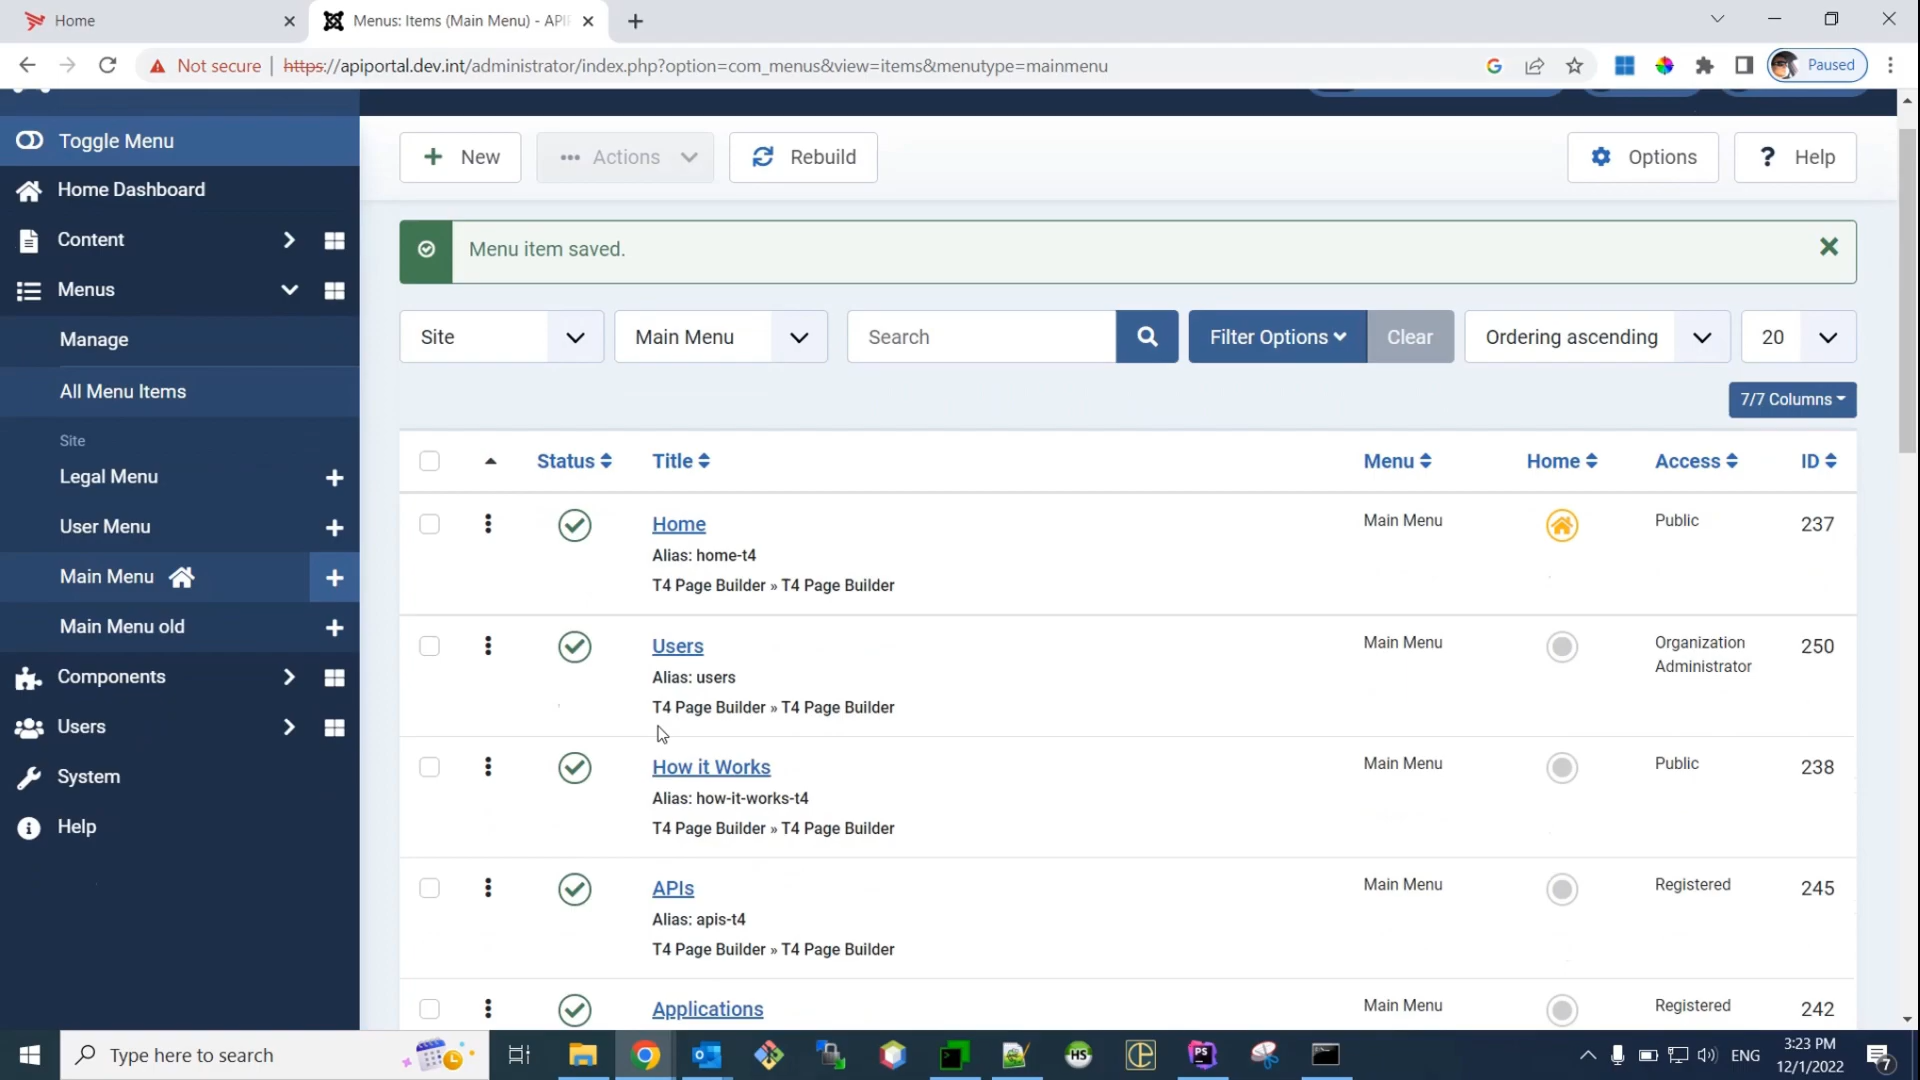 Home
Menus: Items (Main Menu) - API
Not secure
https://apiportal.dev.int/administrator/index.php?option=com_menus&view=items&menutype=mainmenu
Paused
Toggle Menu
Home Dashboard
Content
Menus
Manage
All Menu Items
Site
Legal Menu
User Menu
Main Menu
Main Menu old
Components
Users
System
Help
New
Actions
Rebuild
Options
? Help
Menu item saved.
Site
Main Menu
Search
Filter Options
Clear
Ordering ascending
20
7/7 Columns
Status Title Menu Home Access ID
Home Main Menu Public 237
Alias: home-t4
T4 Page Builder » T4 Page Builder
Users Main Menu Organization Administrator 250
Alias: users
T4 Page Builder » T4 Page Builder
How it Works Main Menu Public 238
Alias: how-it-works-t4
T4 Page Builder » T4 Page Builder
APIs Main Menu Registered 245
Alias: apis-t4
T4 Page Builder » T4 Page Builder
Applications Main Menu Registered 242
Type here to search
HS
PS
ENG
3:23 PM
12/1/2022
7